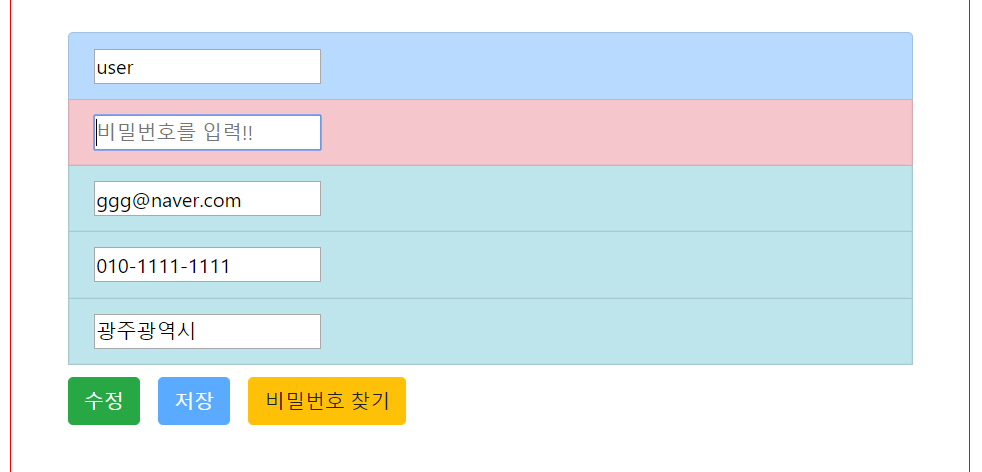 user
비밀번호를 입력!!
ggg@naver.com
010-1111-1111
광주광역시
수정 저장 비밀번호 찾기